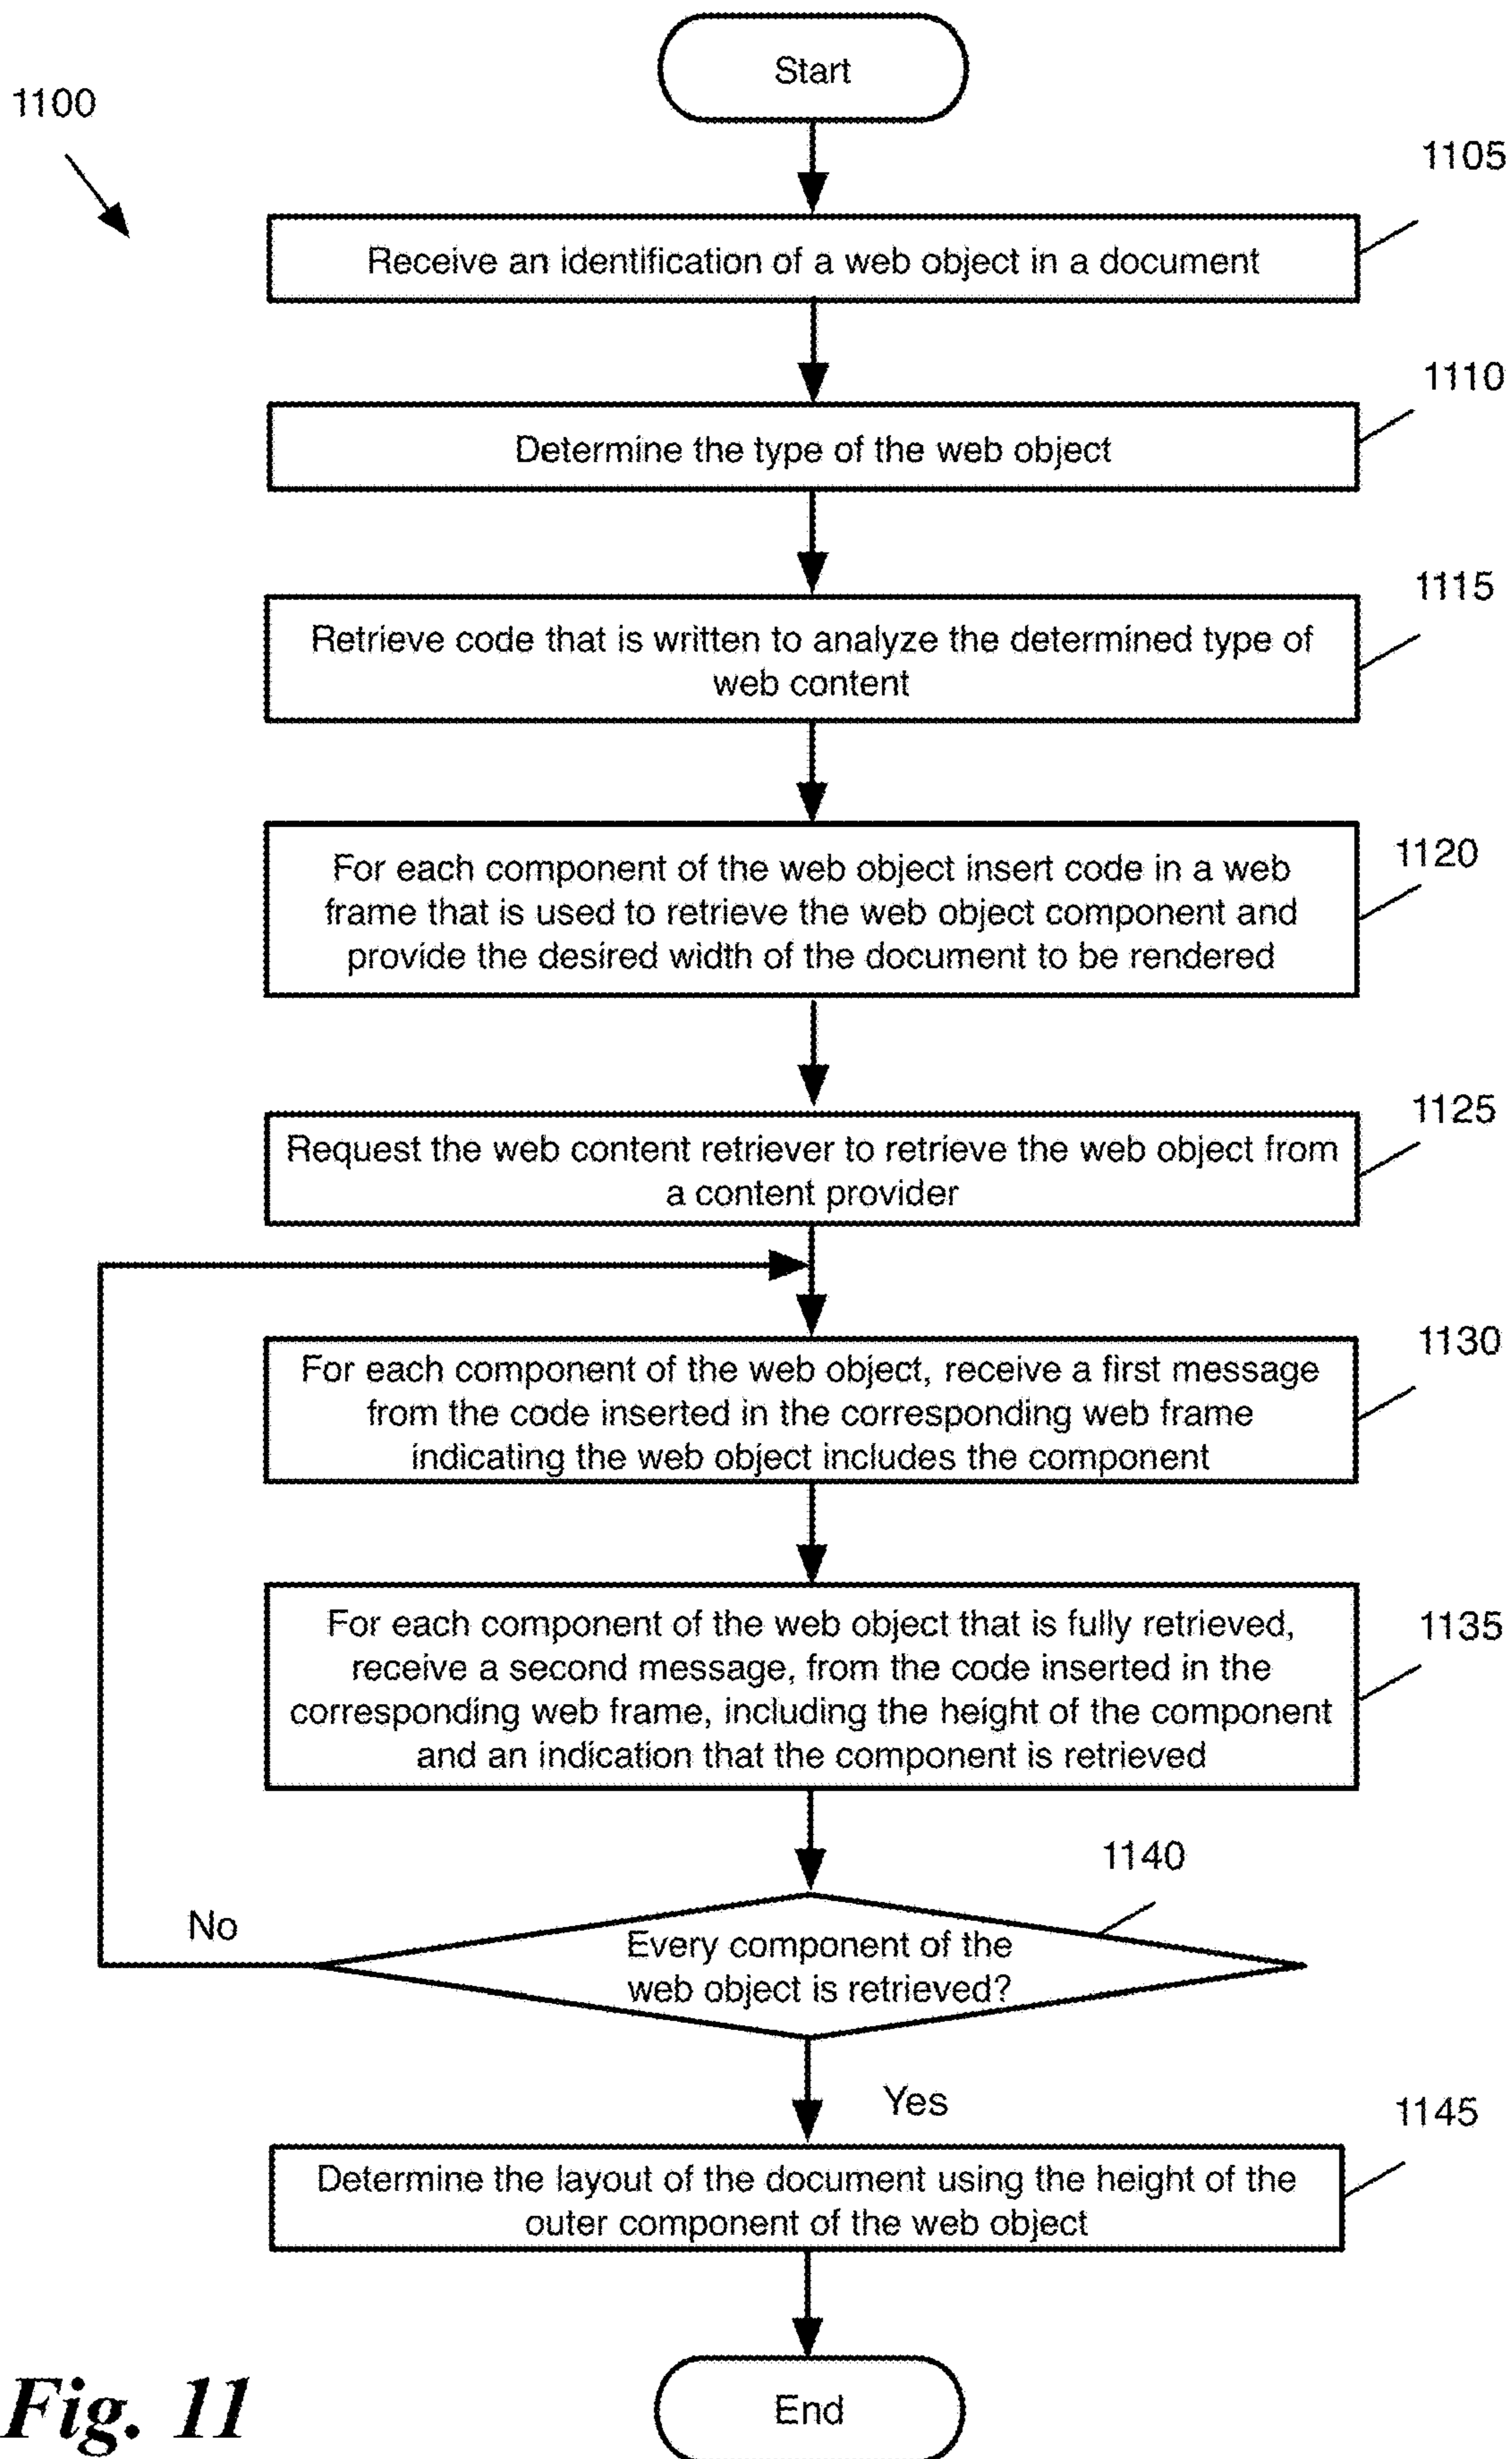 Start
1100
1105
Receive an identification of a web object in a document
1110
Determine the type of the web object
1115
Retrieve code that is written to analyze the determined type of
web content
1120
For each component of the web object insert code in a web
frame that is used to retrieve the web object component and
provide the desired width of the document to be rendered
1125
Request the web content retriever to retrieve the web object from
a content provider
1130
For each component of the web object, receive a first message
from the code inserted in the corresponding web frame
indicating the web object includes the component
1135
For each component of the web object that is fully retrieved,
receive a second message, from the code inserted in the
corresponding web frame, including the height of the component
and an indication that the component is retrieved
1140
No
Every component of the
web object is retrieved?
Yes
1145
Determine the layout of the document using the height of the
outer component of the web object
End
Fig. 11